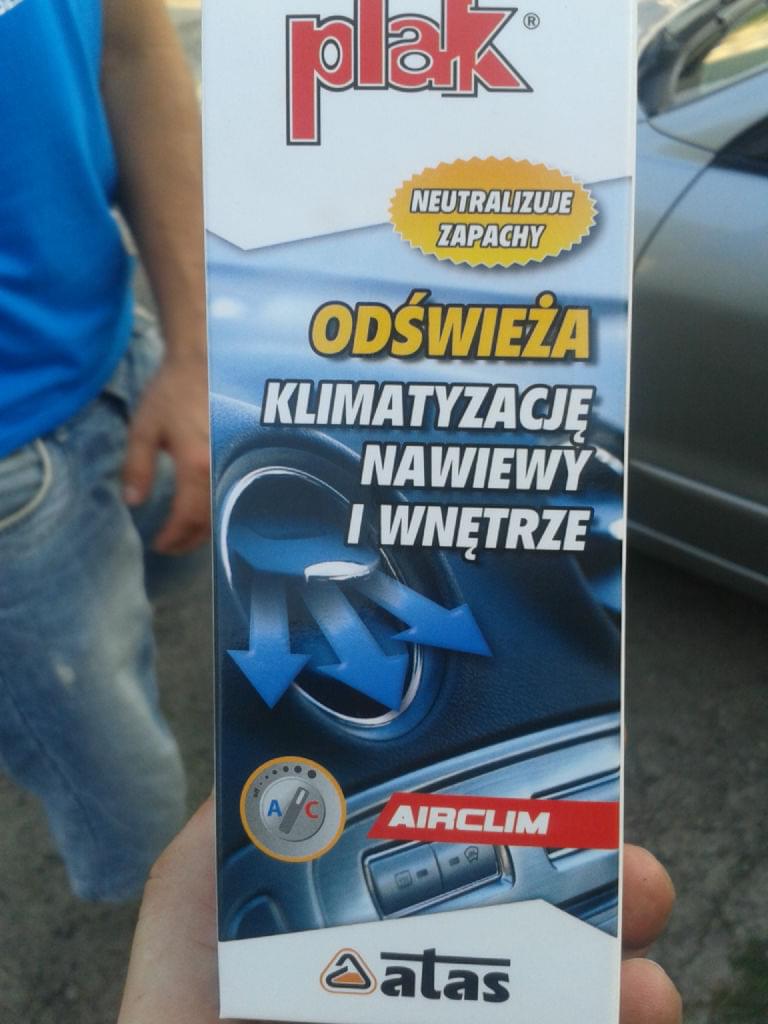 plak®
NEUTRALIZUJE
ZAPACHY
ODŚWIEŻA
KLIMATYZACJĘ
NAWIEWY
I WNĘTRZE
A/C
AIRCLIM
atas